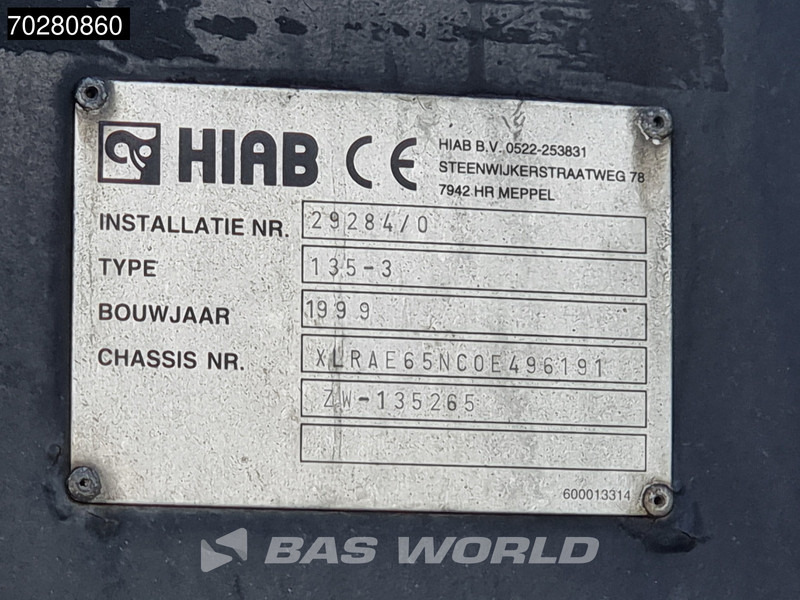 70280860
HIAB CE
HIAB B.V. 0522-253831
STEENWIJKERSTRAATWEG 78
7942 HR MEPPEL
INSTALLATIE NR. 29284/0
TYPE 135-3
BOUWJAAR 1999
CHASSIS NR. XLRAE65NC0E496191
ZW-135265
600013314
BAS WORLD